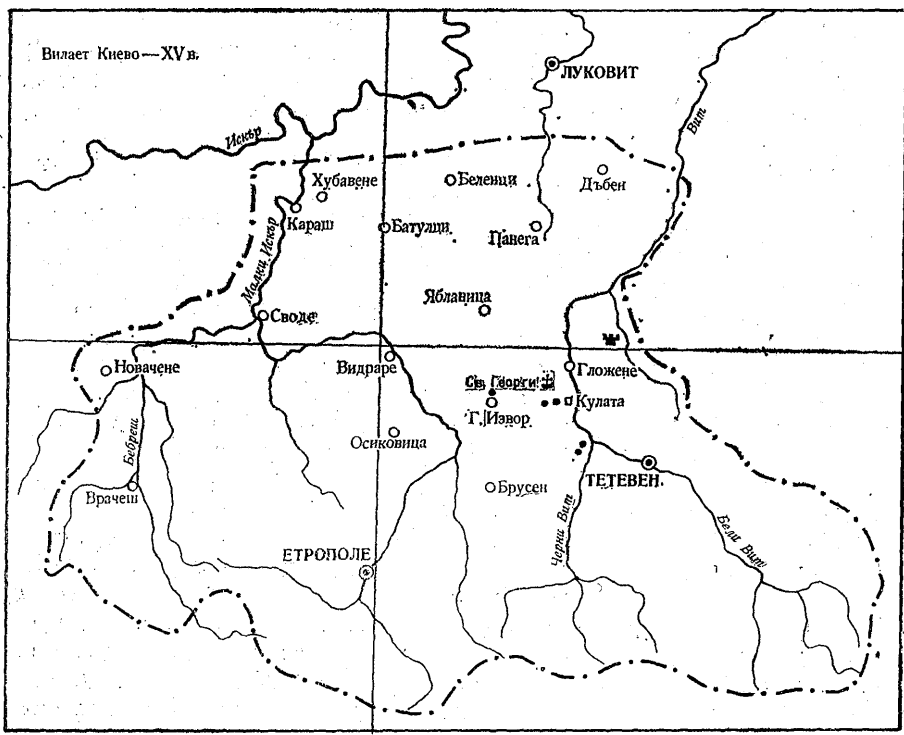 Вилает Киево — XV в.
ЛУКОВИТ
Искър
Вит
Хубавене
Беленци
Дъбен
Караш
Батулци
Панега
Малки Искър
Яблавица
Своде
Новачене
Видраре
Св. Георги
Гложене
Г. Извор
Кулата
Бебреш
Осиковица
ТЕТЕВЕН
Врачеш
Брусен
Черни Вит
Бели Вит
ЕТРОПОЛЕ